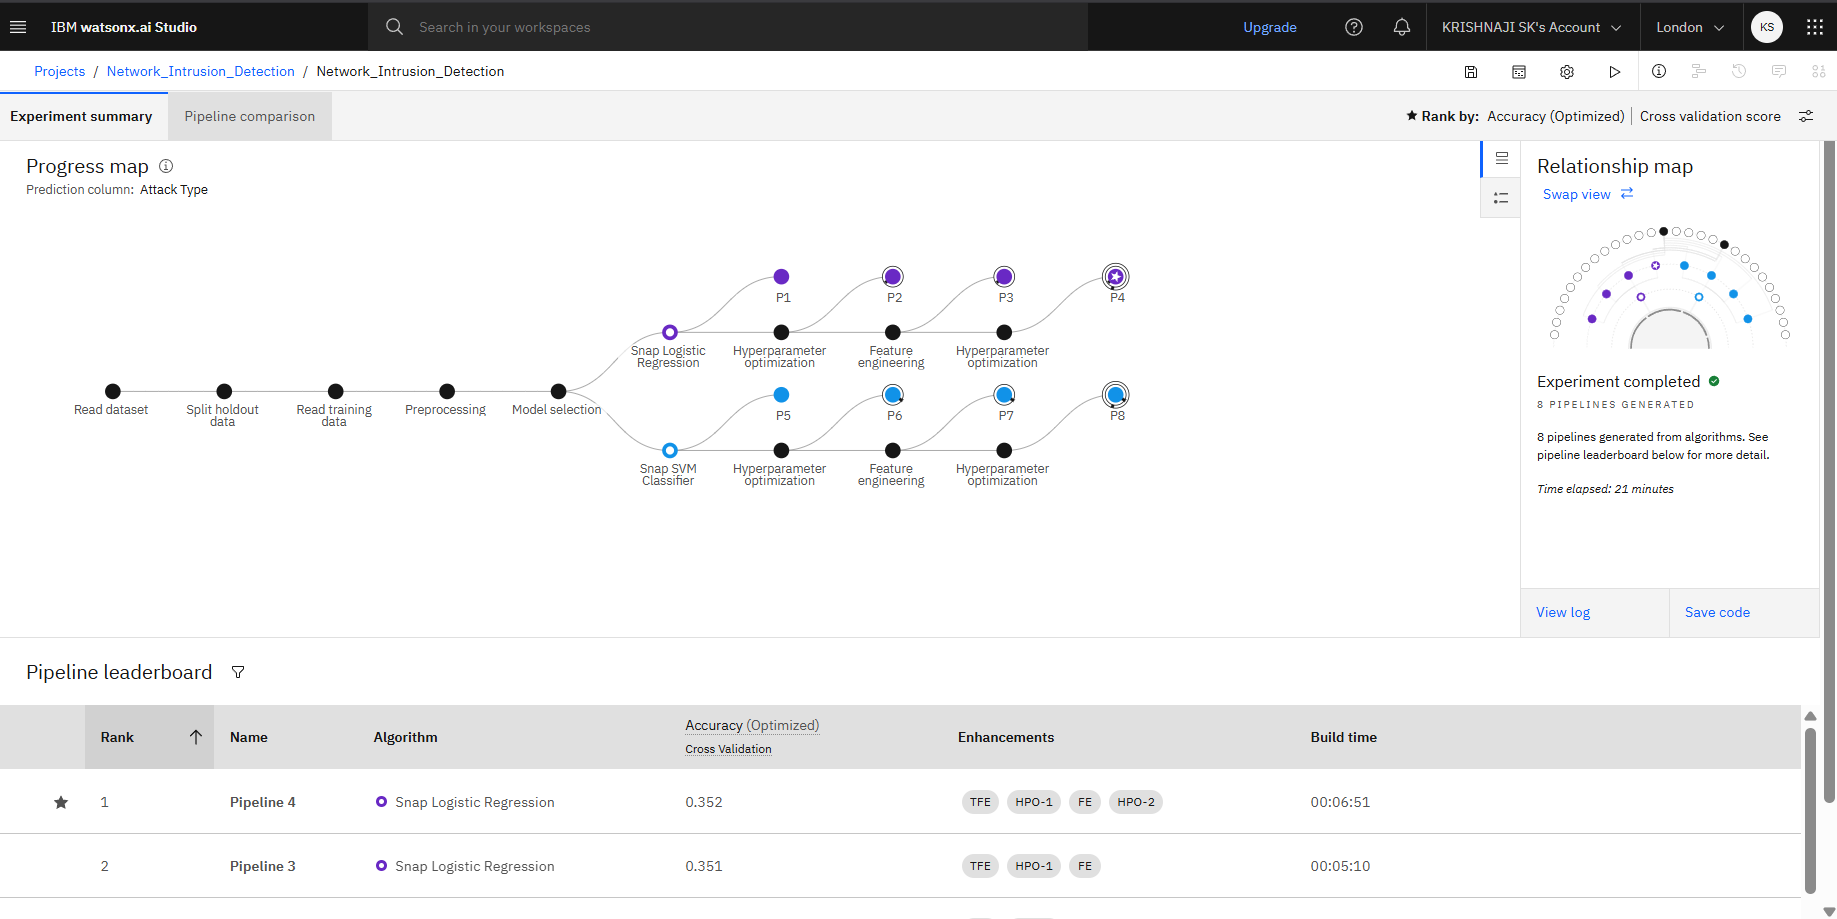 IBM watsonx.ai Studio
Search in your workspaces
Upgrade
KRISHNAJI SK's Account
London
KS
Projects / Network_Intrusion_Detection / Network_Intrusion_Detection
Experiment summary
Pipeline comparison
Rank by: Accuracy (Optimized) | Cross validation score
Progress map
Prediction column: Attack Type
P1
P2
P3
P4
Snap Logistic
Regression
Hyperparameter
optimization
Feature
engineering
Hyperparameter
optimization
Read dataset
Split holdout
data
Read training
data
Preprocessing
Model selection
P5
P6
P7
P8
Snap SVM
Classifier
Hyperparameter
optimization
Feature
engineering
Hyperparameter
optimization
Relationship map
Swap view
Experiment completed
8 PIPELINES GENERATED
8 pipelines generated from algorithms. See
pipeline leaderboard below for more detail.
Time elapsed: 21 minutes
View log
Save code
Pipeline leaderboard
Rank
Name
Algorithm
Accuracy (Optimized)
Cross Validation
Enhancements
Build time
1 Pipeline 4 Snap Logistic Regression 0.352 TFE HPO-1 FE HPO-2 00:06:51
2 Pipeline 3 Snap Logistic Regression 0.351 TFE HPO-1 FE 00:05:10